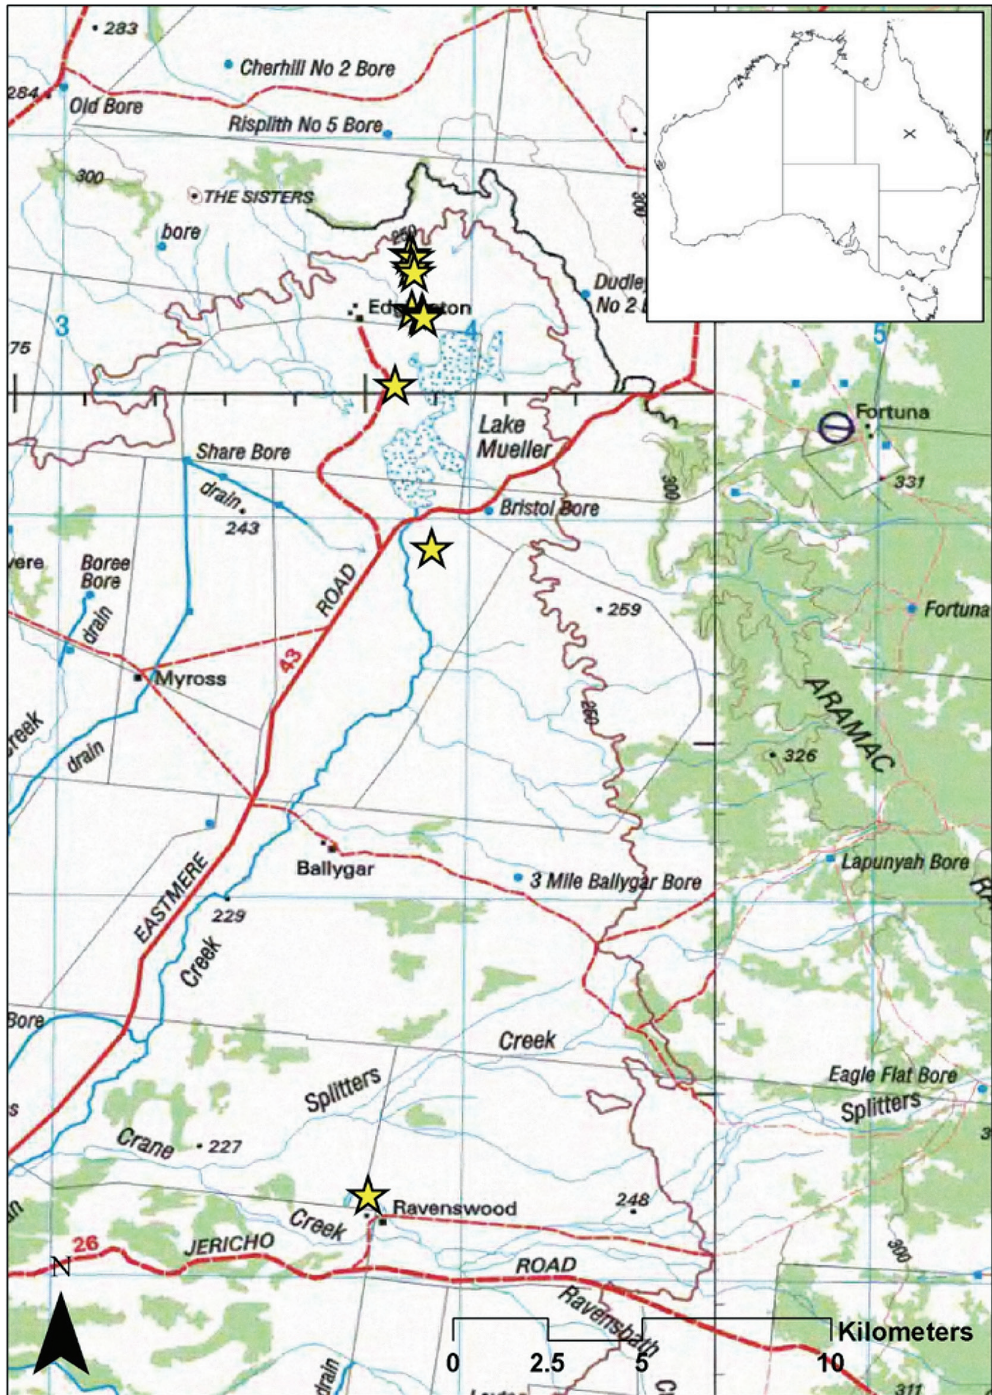 283
Cherhill No 2 Bore
284
Old Bore
Risplith No 5 Bore
300
THE SISTERS
300
bore
250
Dudley
No 2
3
4
5
75
Share Bore
Lake
Mueller
Fortuna
331
drain
243
300
Bristol Bore
vere
Boree
Bore
drain
ROAD
259
Fortuna
43
Myross
ARAMAC
Creek
drain
250
326
Ballygar
3 Mile Ballygar Bore
Lapunyah Bore
EASTMERE
229
Creek
Bore
Creek
Splitters
Eagle Flat Bore
Splitters
Crane
227
Ravenswood
248
Creek
26
JERICHO
ROAD
300
N
Ravensbath
Kilometers
0 2.5 5 10
drain
311